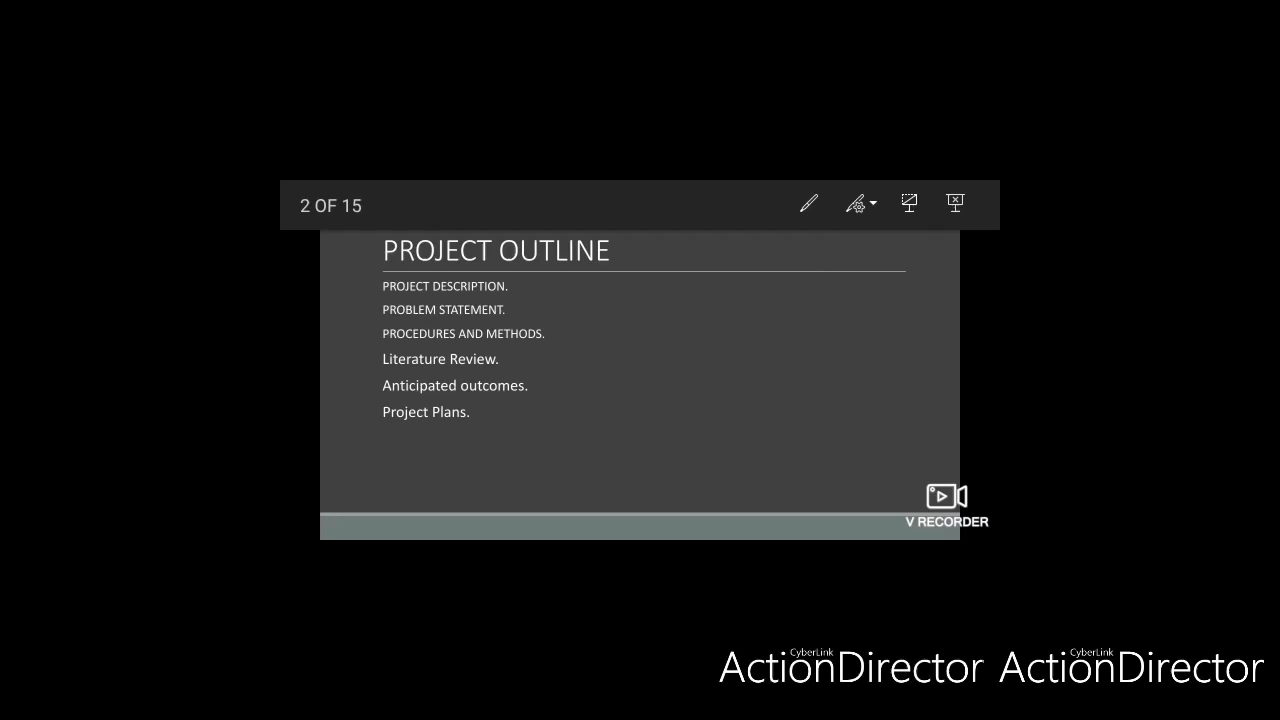 2 OF 15
PROJECT OUTLINE
PROJECT DESCRIPTION.
PROBLEM STATEMENT.
PROCEDURES AND METHODS.
Literature Review.
Anticipated outcomes.
Project Plans.
V RECORDER
CyberLink
ActionDirector
CyberLink
ActionDirector